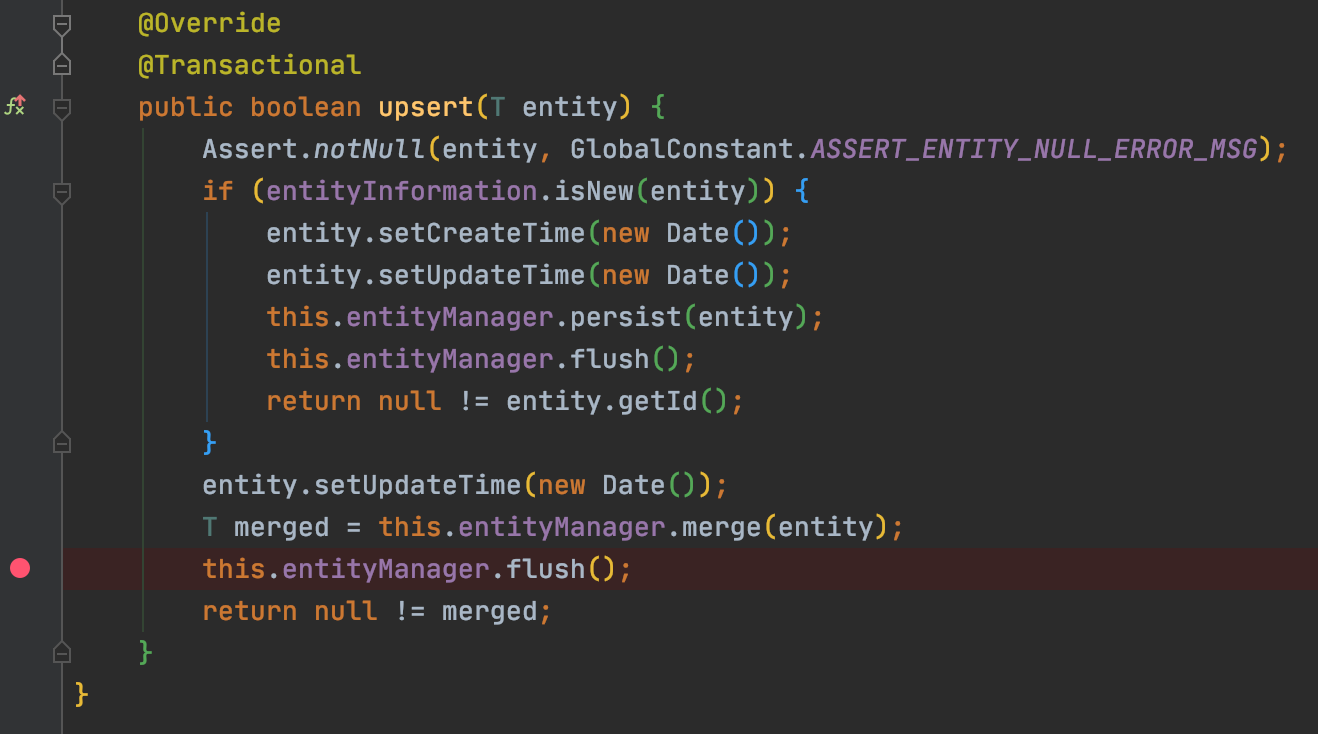 @Override
@Transactional
public boolean upsert(T entity) {
Assert.notNull(entity, GlobalConstant.ASSERT_ENTITY_NULL_ERROR_MSG);
if (entityInformation.isNew(entity)) {
entity.setCreateTime(new Date());
entity.setUpdateTime(new Date());
this.entityManager.persist(entity);
this.entityManager.flush();
return null != entity.getId();
}
entity.setUpdateTime(new Date());
T merged = this.entityManager.merge(entity);
this.entityManager.flush();
return null != merged;
}
}